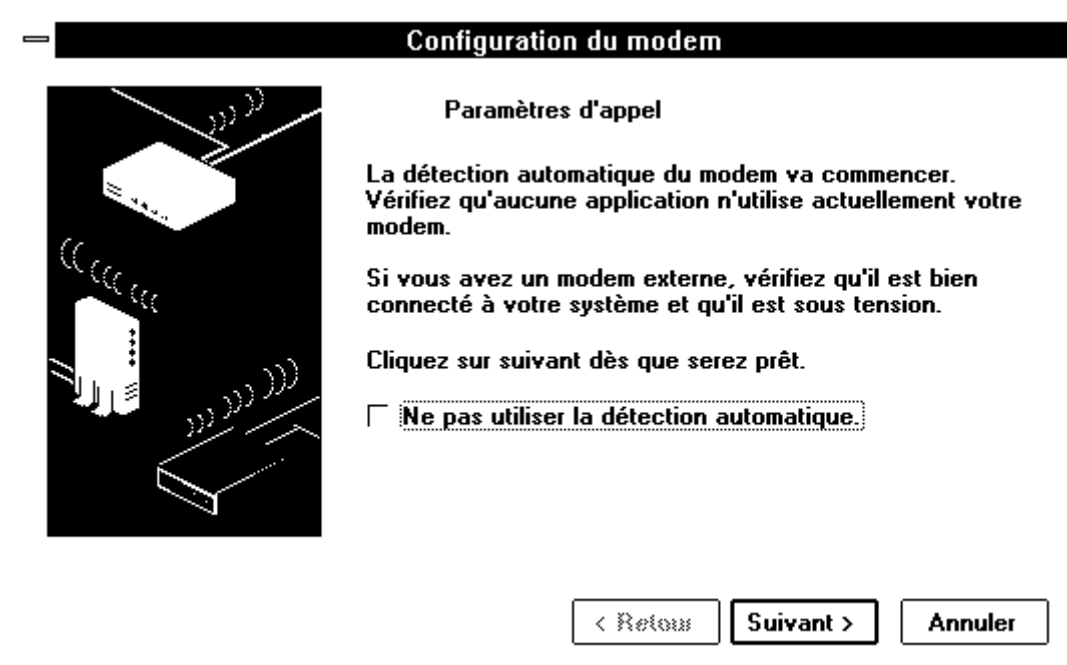 Configuration du modem
Paramètres d'appel
La détection automatique du modem va commencer.
Vérifiez qu'aucune application n'utilise actuellement votre
modem.
Si vous avez un modem externe, vérifiez qu'il est bien
connecté à votre système et qu'il est sous tension.
Cliquez sur suivant dès que serez prêt.
Ne pas utiliser la détection automatique.
< Retour
Suivant >
Annuler